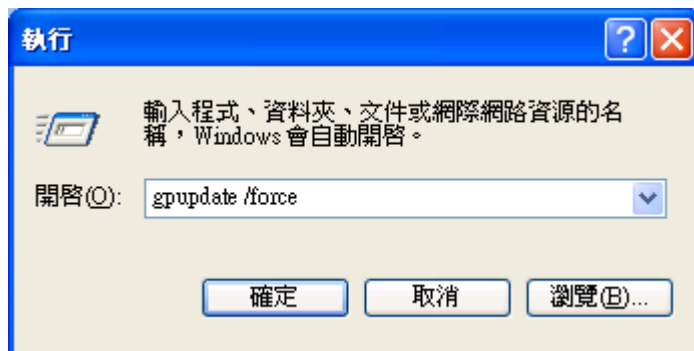 執行
輸入程式、資料夾、文件或網際網路資源的名
稱，Windows 會自動開啓。
開啓(O):
gpupdate /force
確定
取消
瀏覽(B)...